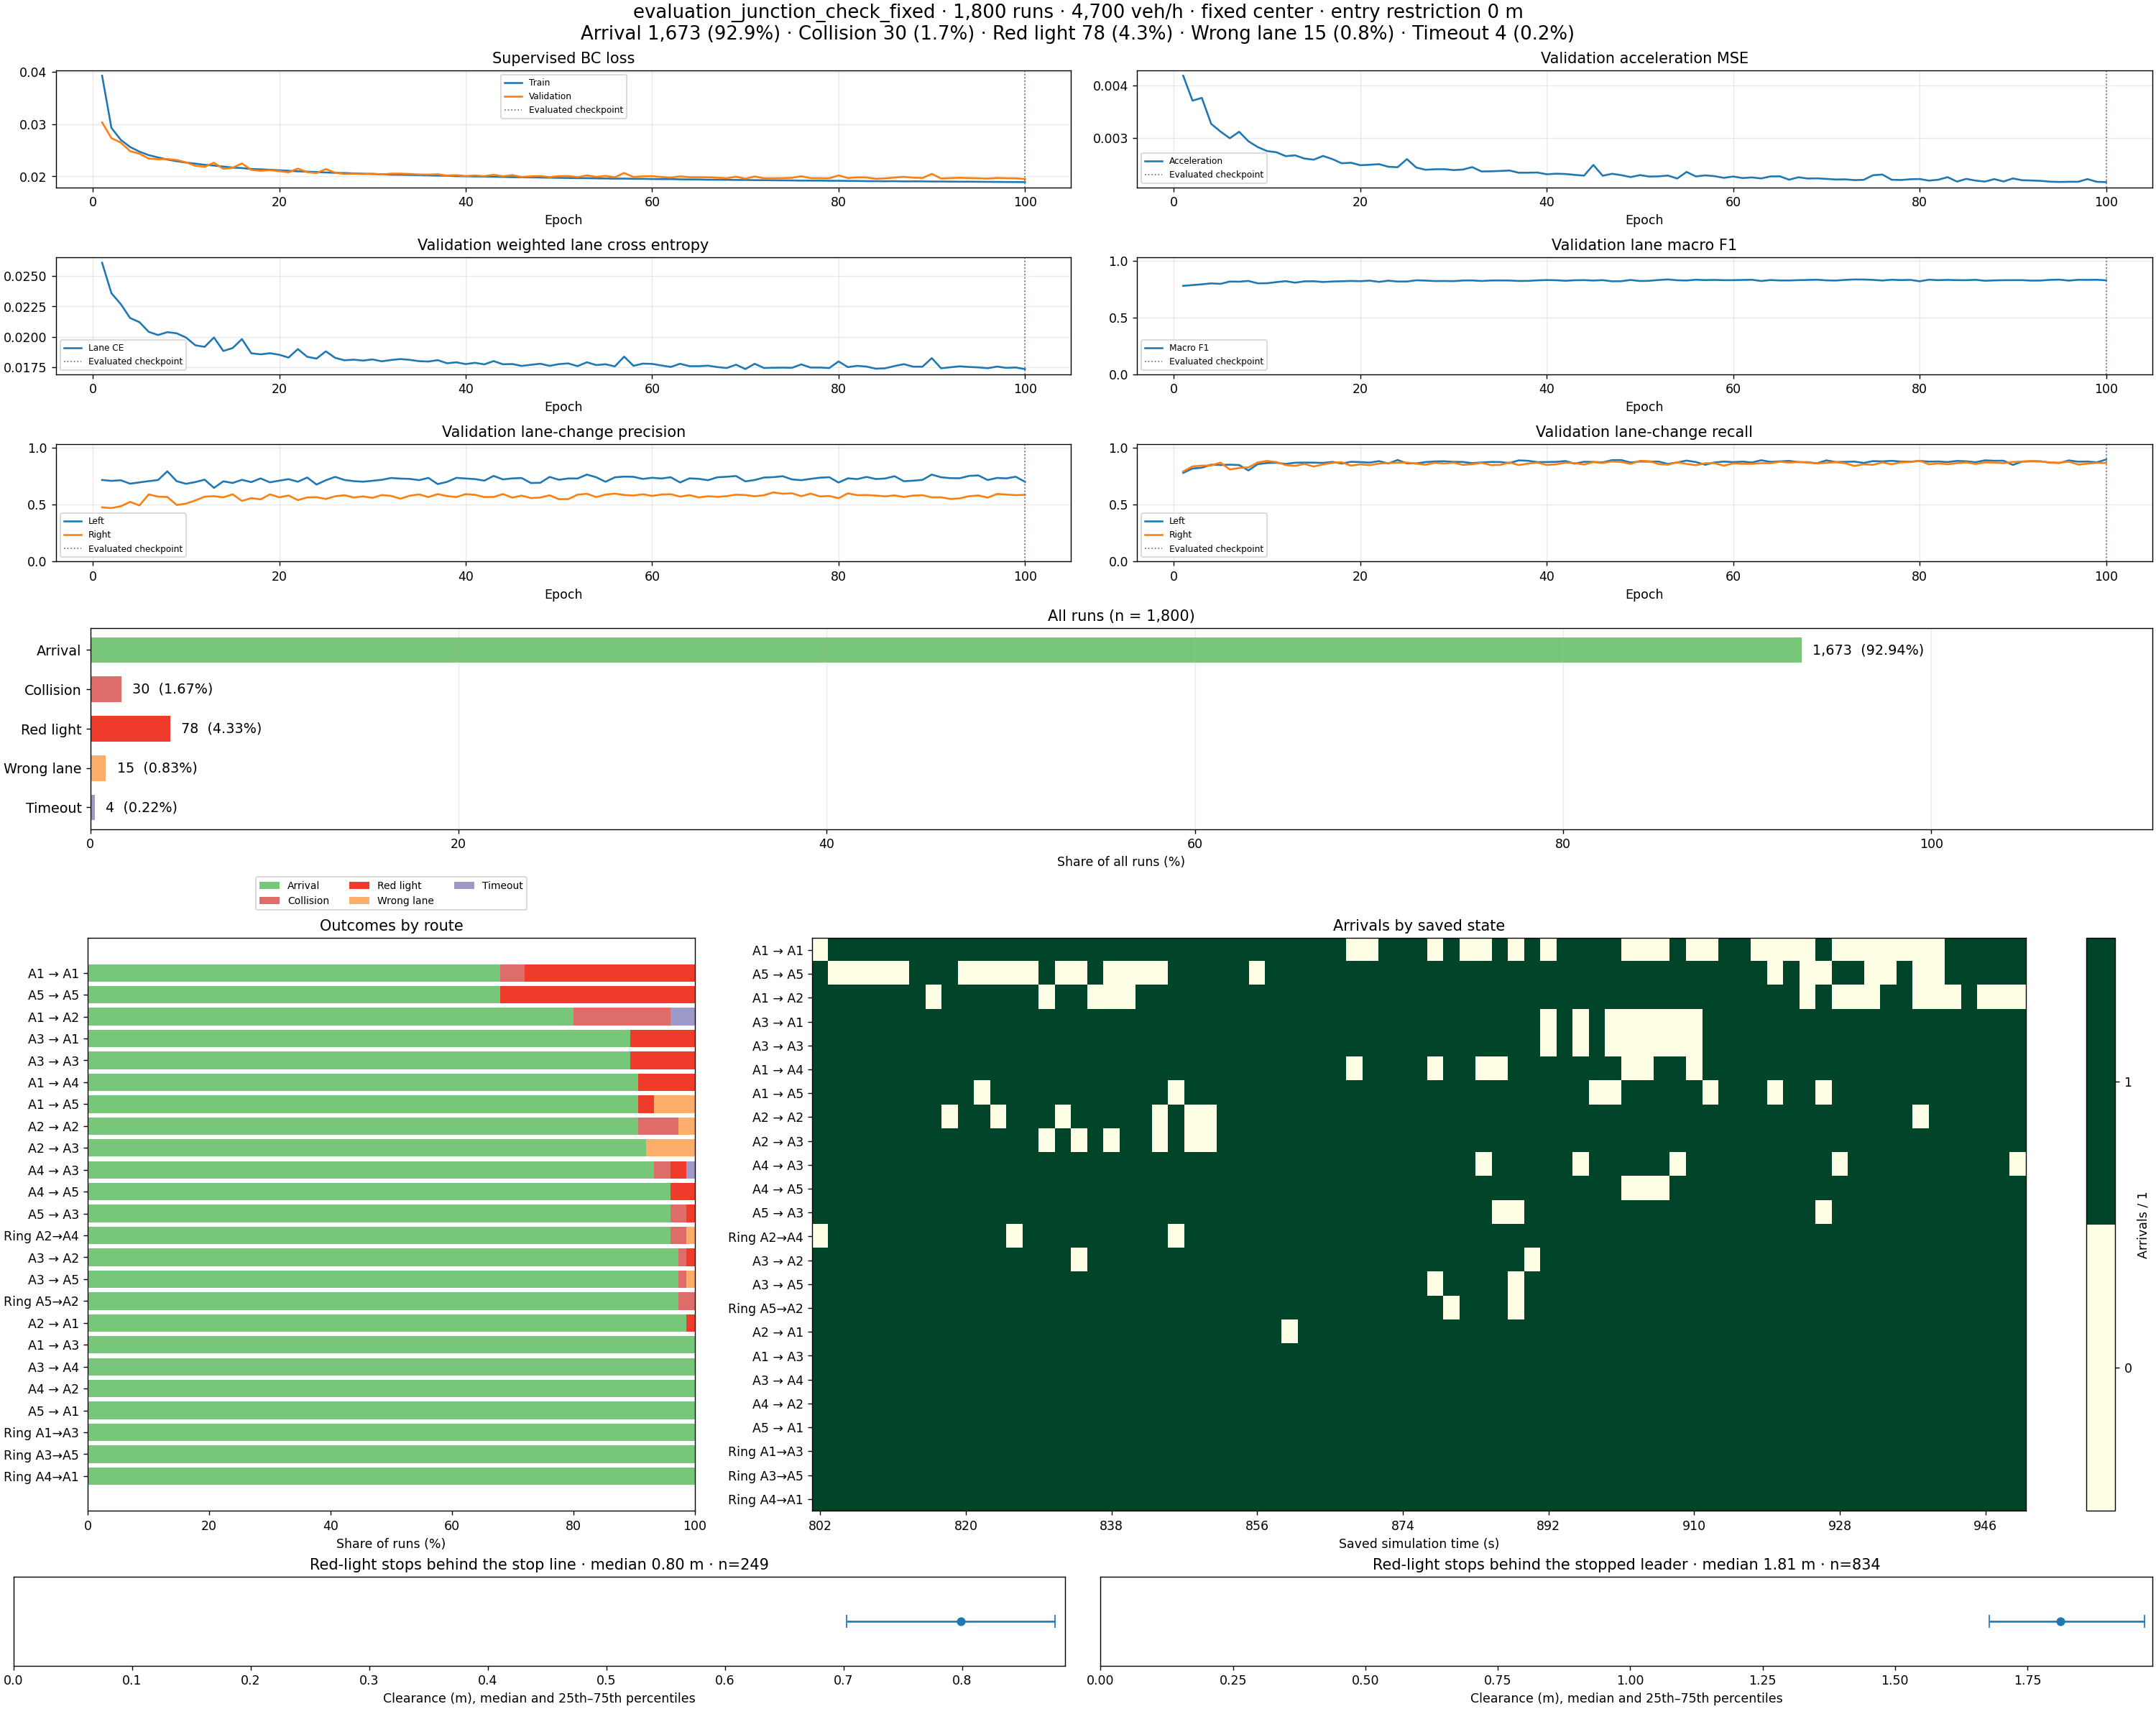 evaluation_junction_check_fixed · 1,800 runs · 4,700 veh/h · fixed center · entry restriction 0 m
Arrival 1,673 (92.9%) · Collision 30 (1.7%) · Red light 78 (4.3%) · Wrong lane 15 (0.8%) · Timeout 4 (0.2%)
Supervised BC loss
0.04
0.03
0.02
Train
Validation
Evaluated checkpoint
0 20 40 60 80 100
Epoch
Validation acceleration MSE
0.004
0.003
Acceleration
Evaluated checkpoint
0 20 40 60 80 100
Epoch
Validation weighted lane cross entropy
0.0250
0.0225
0.0200
0.0175
Lane CE
Evaluated checkpoint
0 20 40 60 80 100
Epoch
Validation lane macro F1
1.0
0.5
0.0
Macro F1
Evaluated checkpoint
0 20 40 60 80 100
Epoch
Validation lane-change precision
1.0
0.5
0.0
Left
Right
Evaluated checkpoint
0 20 40 60 80 100
Epoch
Validation lane-change recall
1.0
0.5
0.0
Left
Right
Evaluated checkpoint
0 20 40 60 80 100
Epoch
All runs (n = 1,800)
Arrival 1,673 (92.94%)
Collision 30 (1.67%)
Red light 78 (4.33%)
Wrong lane 15 (0.83%)
Timeout 4 (0.22%)
0 20 40 60 80 100
Share of all runs (%)
Arrival Red light Timeout
Collision Wrong lane
Outcomes by route
A1 → A1
A5 → A5
A1 → A2
A3 → A1
A3 → A3
A1 → A4
A1 → A5
A2 → A2
A2 → A3
A4 → A3
A4 → A5
A5 → A3
Ring A2→A4
A3 → A2
A3 → A5
Ring A5→A2
A2 → A1
A1 → A3
A3 → A4
A4 → A2
A5 → A1
Ring A1→A3
Ring A3→A5
Ring A4→A1
0 20 40 60 80 100
Share of runs (%)
Arrivals by saved state
A1 → A1
A5 → A5
A1 → A2
A3 → A1
A3 → A3
A1 → A4
A1 → A5
A2 → A2
A2 → A3
A4 → A3
A4 → A5
A5 → A3
Ring A2→A4
A3 → A2
A3 → A5
Ring A5→A2
A2 → A1
A1 → A3
A3 → A4
A4 → A2
A5 → A1
Ring A1→A3
Ring A3→A5
Ring A4→A1
802 820 838 856 874 892 910 928 946
Saved simulation time (s)
1
0
Arrivals / 1
Red-light stops behind the stop line · median 0.80 m · n=249
0.0 0.1 0.2 0.3 0.4 0.5 0.6 0.7 0.8
Clearance (m), median and 25th–75th percentiles
Red-light stops behind the stopped leader · median 1.81 m · n=834
0.00 0.25 0.50 0.75 1.00 1.25 1.50 1.75
Clearance (m), median and 25th–75th percentiles